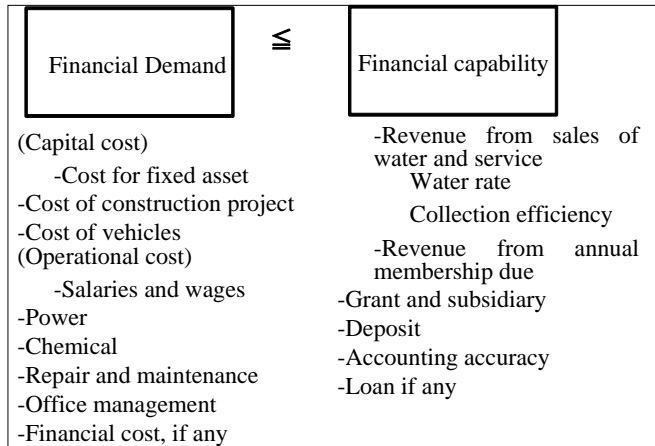 Financial Demand
≦
Financial capability
(Capital cost)
-Cost for fixed asset
-Cost of construction project
-Cost of vehicles
(Operational cost)
-Salaries and wages
-Power
-Chemical
-Repair and maintenance
-Office management
-Financial cost, if any
-Revenue from sales of
water and service
Water rate
Collection efficiency
-Revenue from annual
membership due
-Grant and subsidiary
-Deposit
-Accounting accuracy
-Loan if any